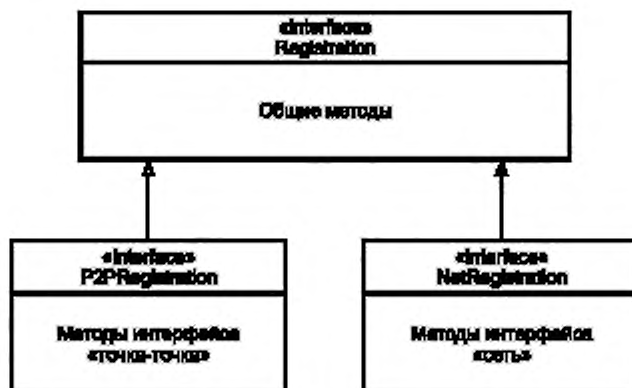 «Interface»
Registration
Общие методы
«Interface»
P2PRegistration
«Interface»
NetRegistration
Методы интерфейса
«точка-точка»
Методы интерфейса
«сеть»